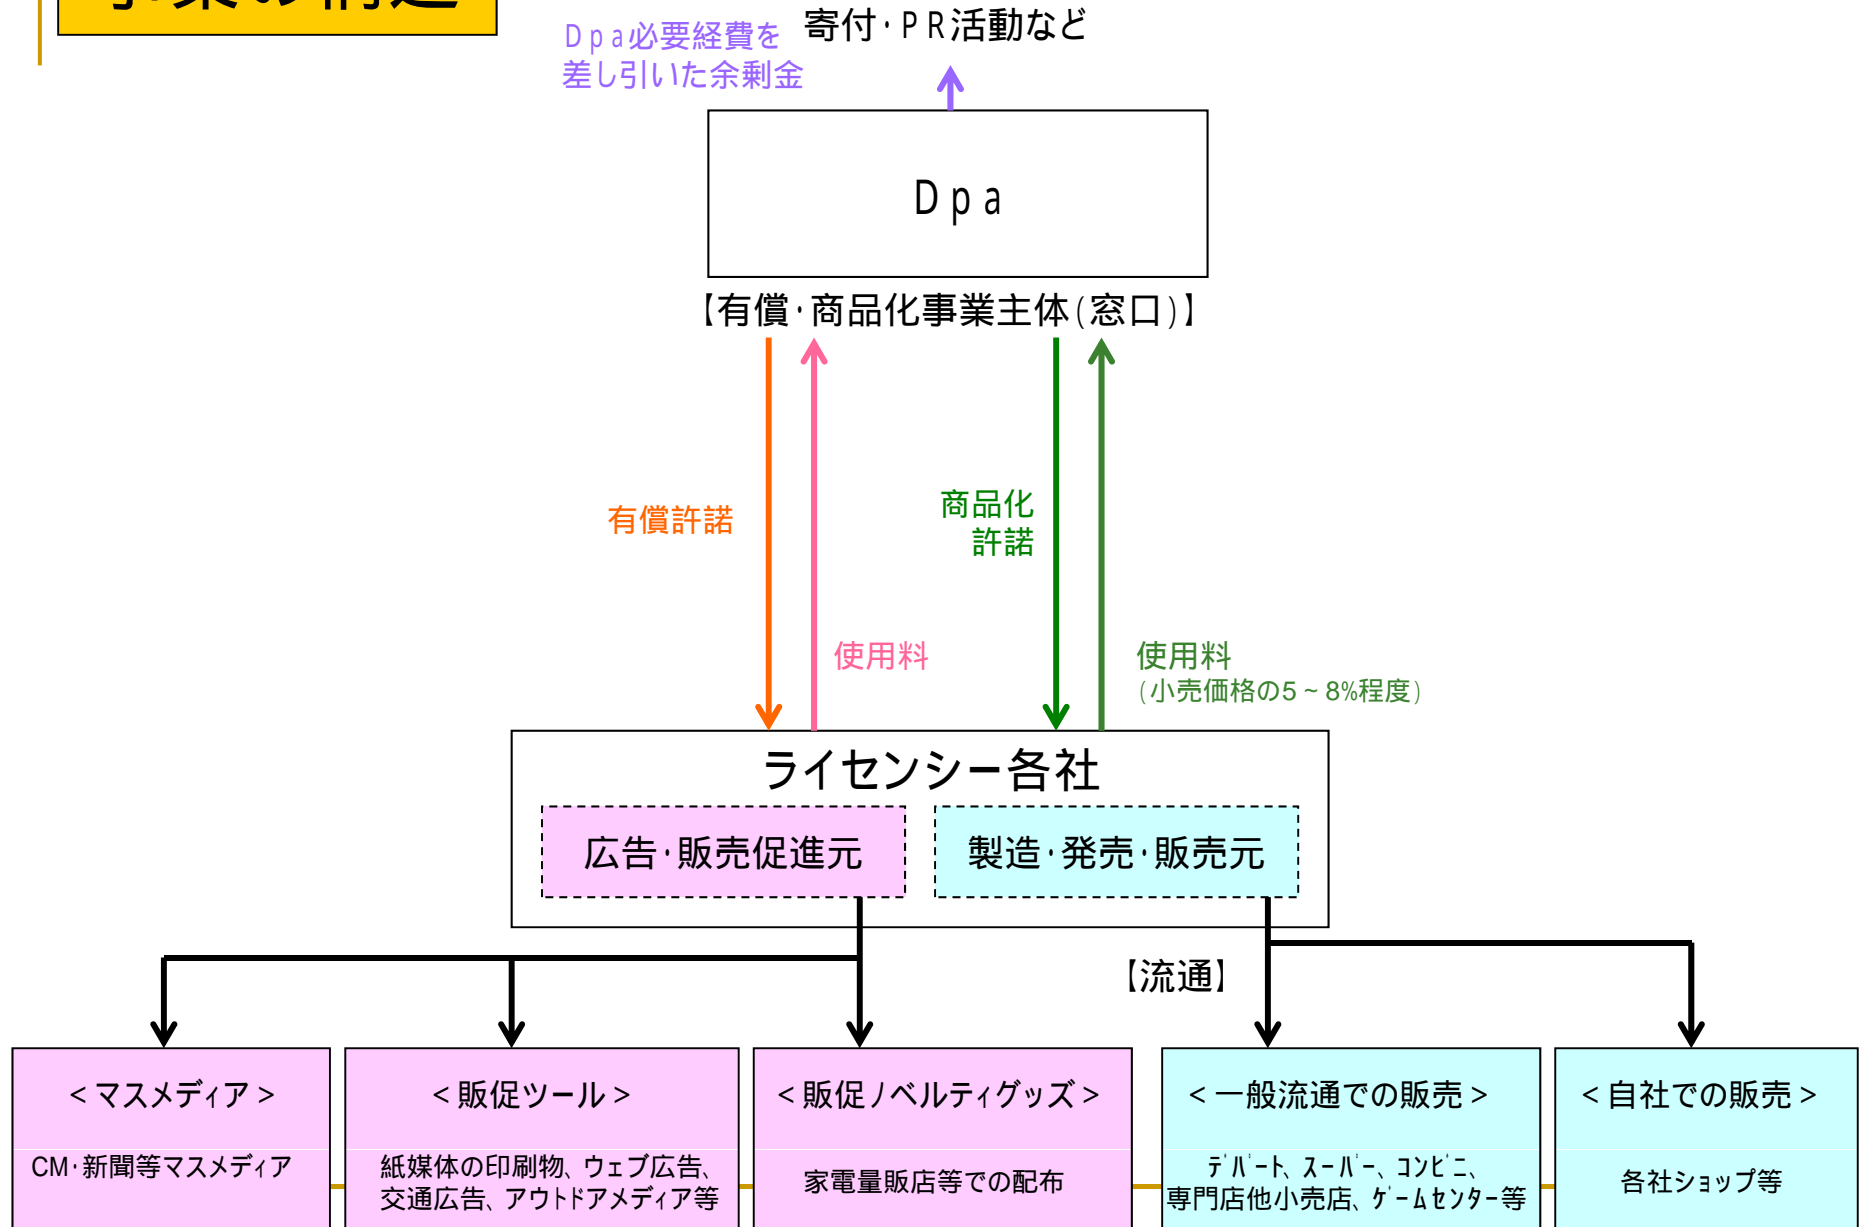 事業の構造
寄付・PR活動など
Dpa必要経費を
差し引いた余剰金
Dpa
【有償・商品化事業主体(窓口)】
有償許諾
商品化
許諾
使用料
使用料
(小売価格の5~8%程度)
ライセンシー各社
広告・販売促進元
製造・発売・販売元
【流通】
<マスメディア>
CM・新聞等マスメディア
<販促ツール>
紙媒体の印刷物、ウェブ広告、
交通広告、アウトドアメディア等
<販促ノベルティグッズ>
家電量販店等での配布
<一般流通での販売>
デパート、スーパー、コンビニ、
専門店他小売店、ゲームセンター等
<自社での販売>
各社ショップ等